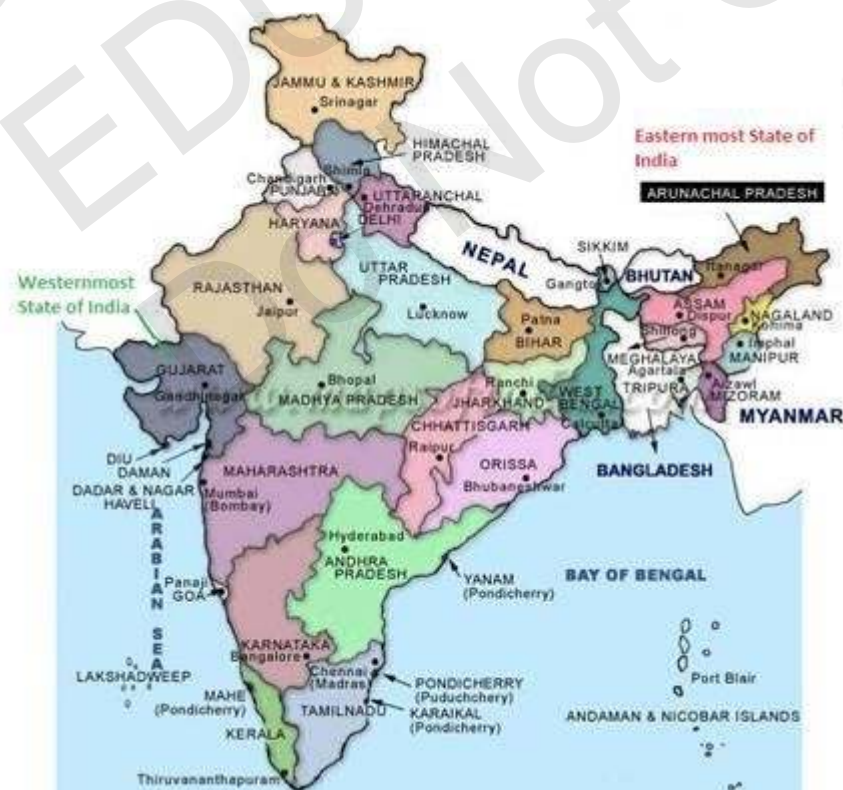 JAMMU & KASHMIR
Srinagar
HIMACHAL
PRADESH
Eastern most State of
India
Shimla
Chandigarh
PUNJAB
UTTARANCHAL
Dehradun
DELHI
HARYANA
ARUNACHAL PRADESH
NEPAL
SIKKIM
Gangto
BHUTAN
Itanagar
UTTAR
PRADESH
Westernmost
State of India
RAJASTHAN
Jaipur
Lucknow
Patna
BIHAR
ASSAM
Dispur
NAGALAND
Kohima
Shillong
Imphal
MANIPUR
MEGHALAYA
Agartala
TRIPURA
Aizawl
MIZORAM
GUJARAT
Gandhinagar
Bhopal
MADHYA PRADESH
Ranchi
JHARKHAND
WEST
BENGAL
Calcutta
MYANMAR
CHHATTISGARH
Raipur
DIU
DAMAN
DADAR & NAGAR
HAVELI
MAHARASHTRA
Mumbai
(Bombay)
ORISSA
Bhubaneshwar
BANGLADESH
ARABIAN SEA
Hyderabad
ANDHRA
PRADESH
YANAM
(Pondicherry)
BAY OF BENGAL
Panaji
GOA
KARNATAKA
Bangalore
LAKSHADWEEP
Chennai
(Madras)
PONDICHERRY
(Puduchchery)
Port Blair
MAHE
(Pondicherry)
TAMILNADU
KARAIKAL
(Pondicherry)
ANDAMAN & NICOBAR ISLANDS
KERALA
Thiruvananthapuram